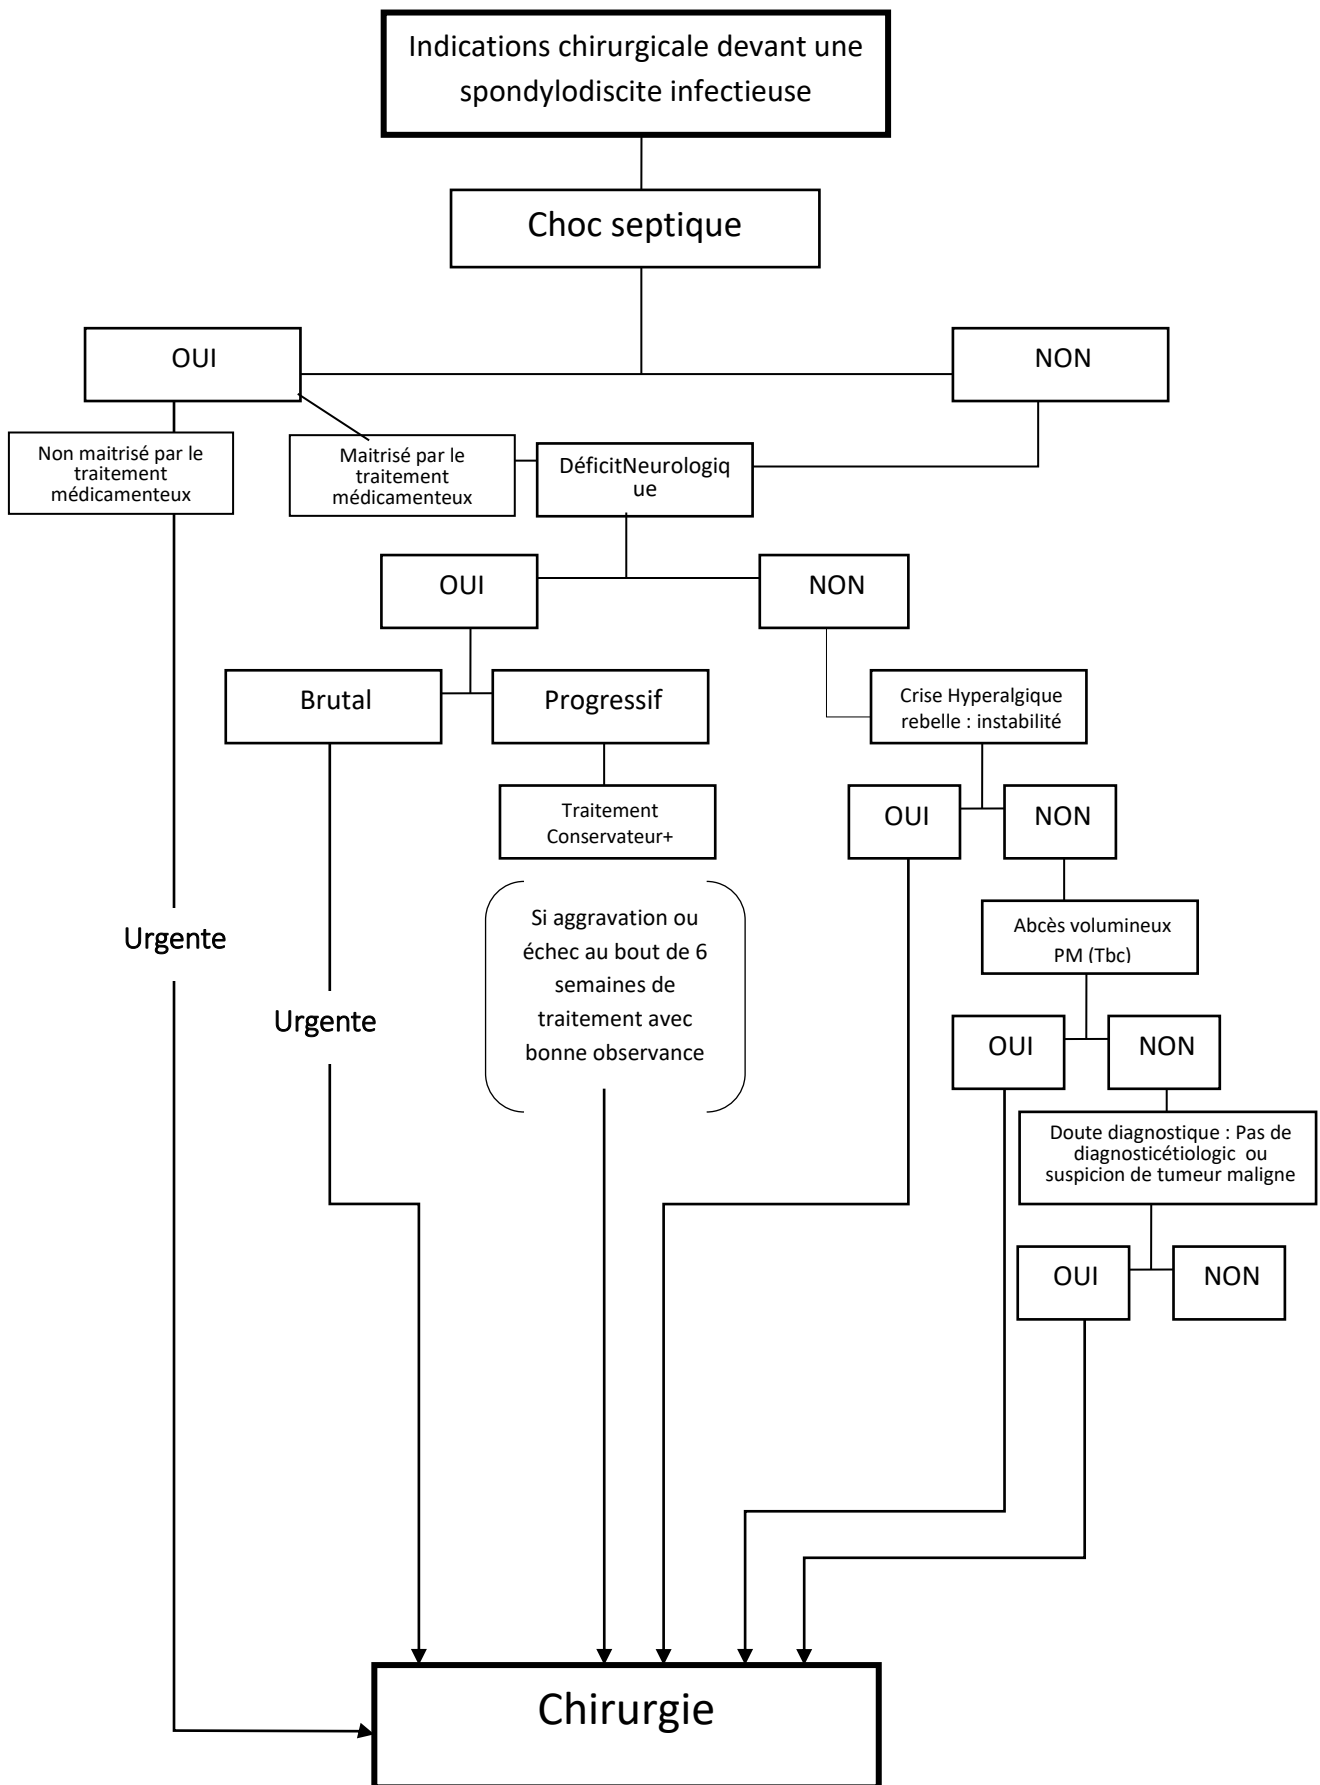 Indications chirurgicale devant une
spondylodiscite infectieuse
Choc septique
OUI
NON
Non maitrisé par le
traitement
médicamenteux
Maitrisé par le
traitement
médicamenteux
DéficitNeurologiq
ue
OUI
NON
Brutal
Progressif
Crise Hyperalgique
rebelle : instabilité
Traitement
Conservateur+
OUI
NON
Si aggravation ou
échec au bout de 6
semaines de
traitement avec
bonne observance
Abcès volumineux
PM (Tbc)
Urgente
Urgente
OUI
NON
Doute diagnostique : Pas de
diagnosticétiologic ou
suspicion de tumeur maligne
OUI
NON
Chirurgie